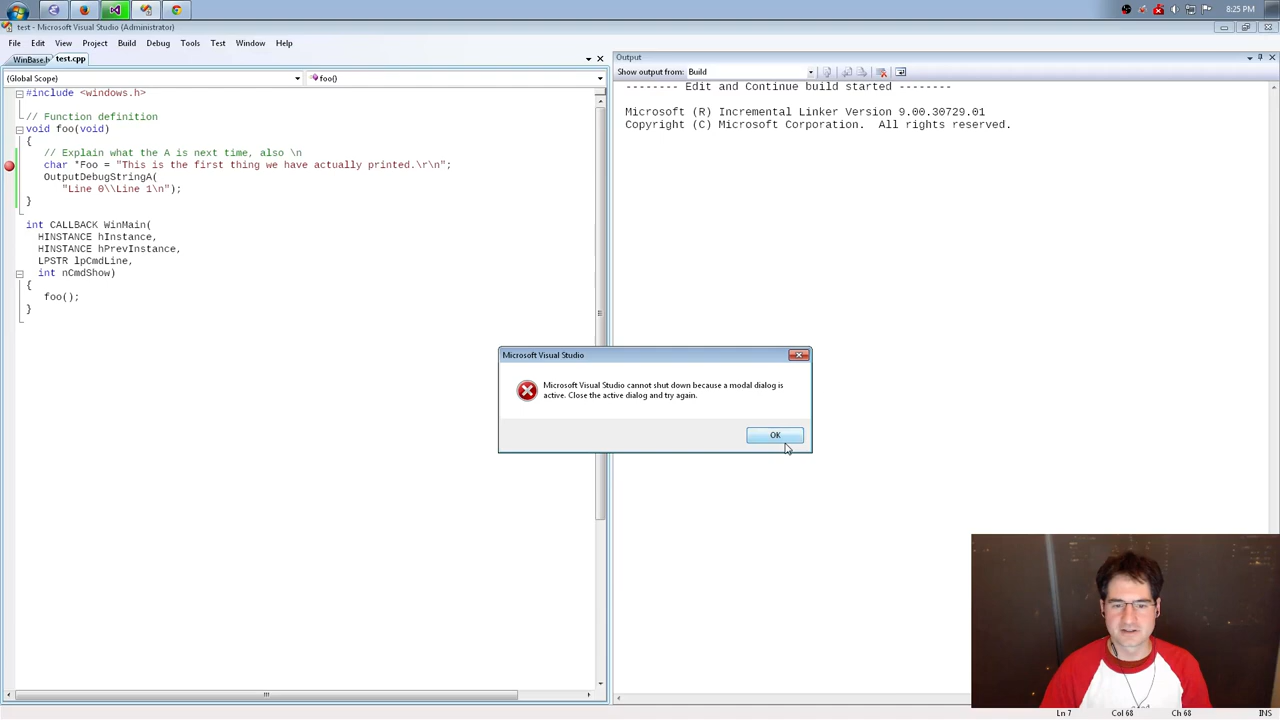 8:25 PM
test - Microsoft Visual Studio (Administrator)
File Edit View Project Build Debug Tools Test Window Help
WinBase.h test.cpp
(Global Scope) foo()
#include <windows.h>
// Function definition
void foo(void)
{
// Explain what the A is next time, also \n
char *Foo = "This is the first thing we have actually printed.\r\n";
OutputDebugStringA(
"Line 0\\Line 1\n");
}
int CALLBACK WinMain(
HINSTANCE hInstance,
HINSTANCE hPrevInstance,
LPSTR lpCmdLine,
int nCmdShow)
{
foo();
}
Output
Show output from: Build
-------- Edit and Continue build started --------
Microsoft (R) Incremental Linker Version 9.00.30729.01
Copyright (C) Microsoft Corporation. All rights reserved.
Microsoft Visual Studio
Microsoft Visual Studio cannot shut down because a modal dialog is
active. Close the active dialog and try again.
OK
Ln 7 Col 68 Ch 68 INS